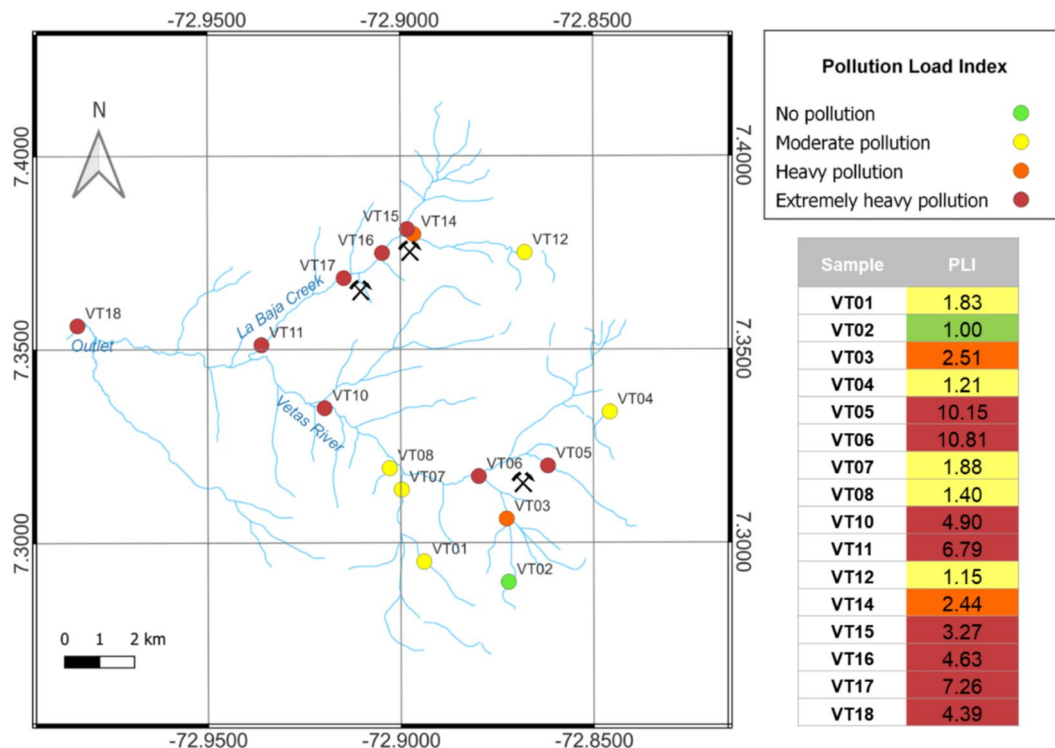 -72.9500 -72.9000 -72.8500
Pollution Load Index
No pollution
Moderate pollution
Heavy pollution
Extremely heavy pollution
N
7.4000 7.4000
VT15 VT14
VT16 VT12
VT17
La Baja Creek
VT18
Outlet
VT11
7.3500 7.3500
VT10
Vetas River
VT04
VT08
VT07
VT06 VT05
VT03
7.3000 7.3000
VT01
VT02
0 1 2 km
-72.9500 -72.9000 -72.8500
Sample PLI
VT01 1.83
VT02 1.00
VT03 2.51
VT04 1.21
VT05 10.15
VT06 10.81
VT07 1.88
VT08 1.40
VT10 4.90
VT11 6.79
VT12 1.15
VT14 2.44
VT15 3.27
VT16 4.63
VT17 7.26
VT18 4.39